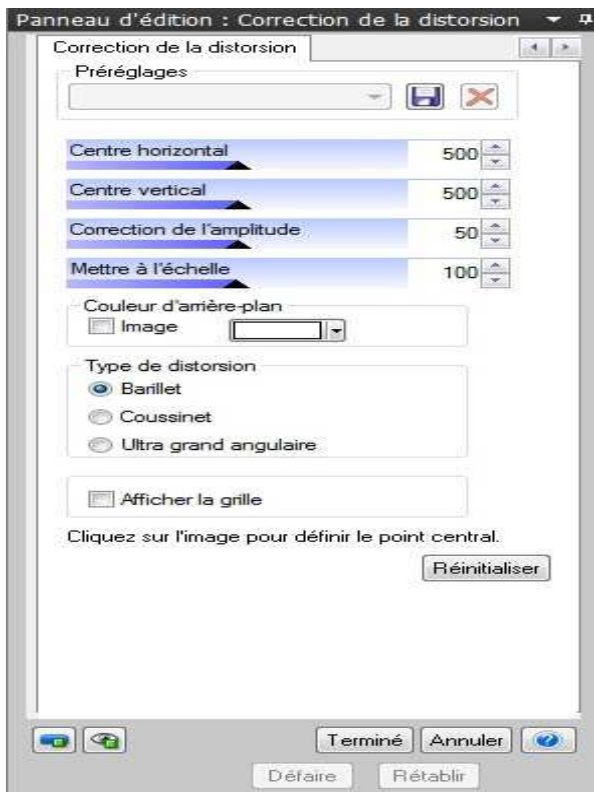 Panneau d'édition : Correction de la distorsion
Correction de la distorsion
Préréglages
Centre horizontal 500
Centre vertical 500
Correction de l'amplitude 50
Mettre à l'échelle 100
Couleur d'arrière-plan
Image
Type de distorsion
Barillet
Coussinet
Ultra grand angulaire
Afficher la grille
Cliquez sur l'image pour définir le point central.
Réinitialiser
Terminé Annuler ?
Défaire Rétablir